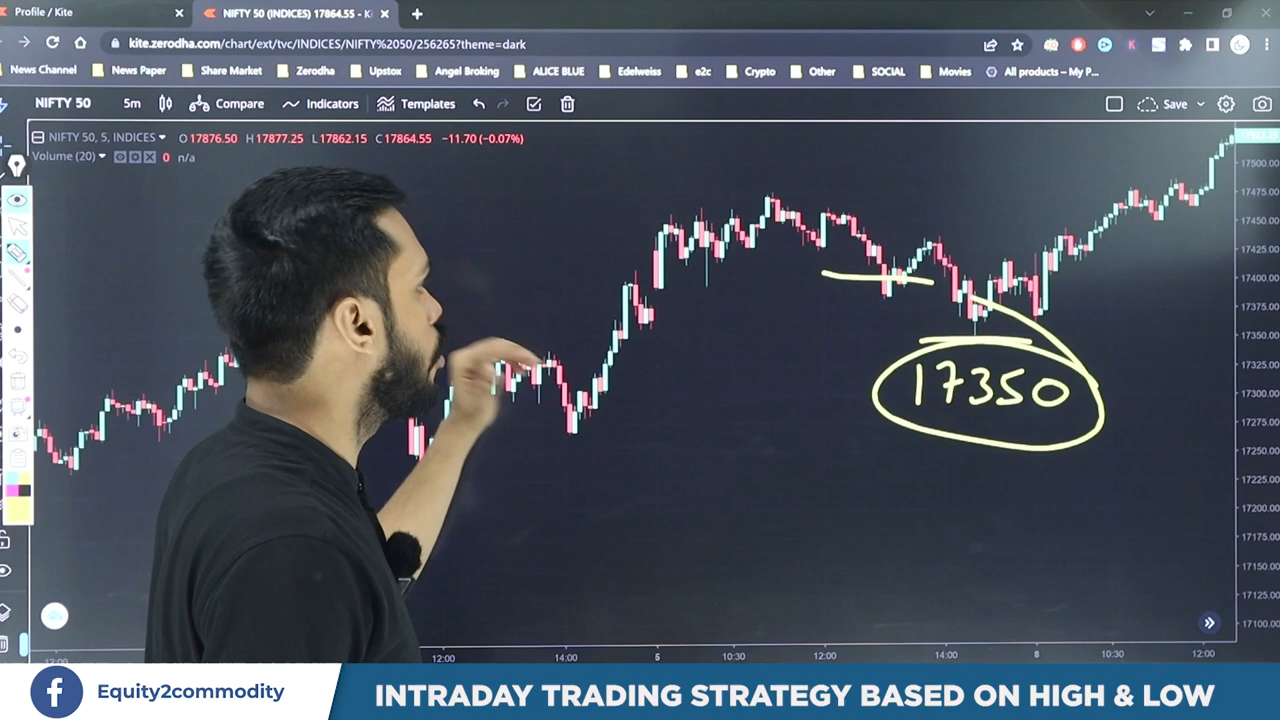 Profile / Kite
NIFTY 50 (INDICES) 17864.55 - Ki
kite.zerodha.com/chart/ext/tvc/INDICES/NIFTY%2050/256265?theme=dark
News Channel News Paper Share Market Zerodha Upstox Angel Broking ALICE BLUE Edelweiss e2c Crypto Other SOCIAL Movies All products – My P...
NIFTY 50 5m Compare Indicators Templates Save
NIFTY 50, 5, INDICES O 17876.50 H 17877.25 L 17862.15 C 17864.55 −11.70 (−0.07%)
Volume (20) 0 n/a
17500.00
17475.00
17450.00
17425.00
17400.00
17375.00
17350.00
17325.00
17300.00
17275.00
17250.00
17225.00
17200.00
17175.00
17150.00
17125.00
17100.00
17350
12:00 12:00 14:00 5 10:30 12:00 14:00 8 10:30 12:00
Equity2commodity
INTRADAY TRADING STRATEGY BASED ON HIGH & LOW